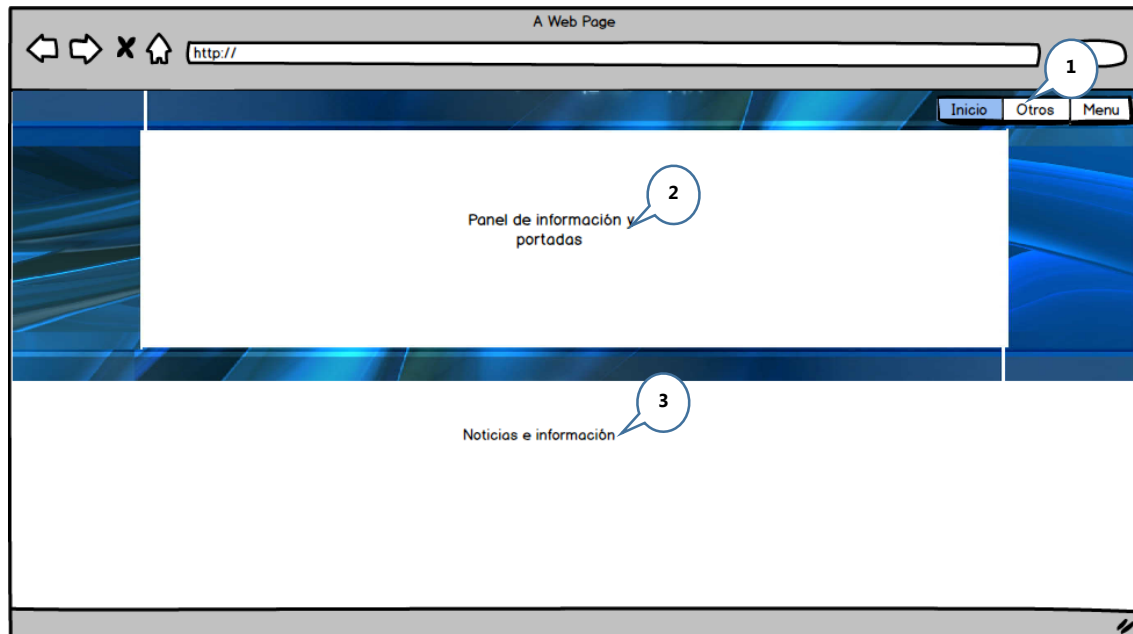 A Web Page
http://
1
Inicio Otros Menu
2
Panel de información y
portadas
3
Noticias e información